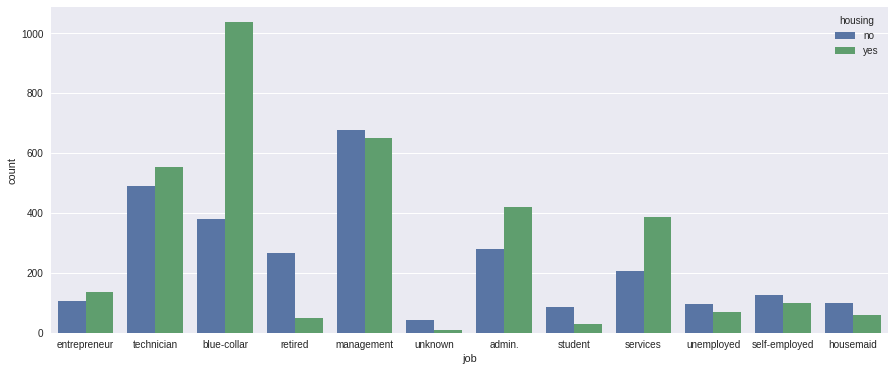 housing
no
yes
1000
800
600
400
200
0
count
entrepreneur technician blue-collar retired management unknown admin. student services unemployed self-employed housemaid
job